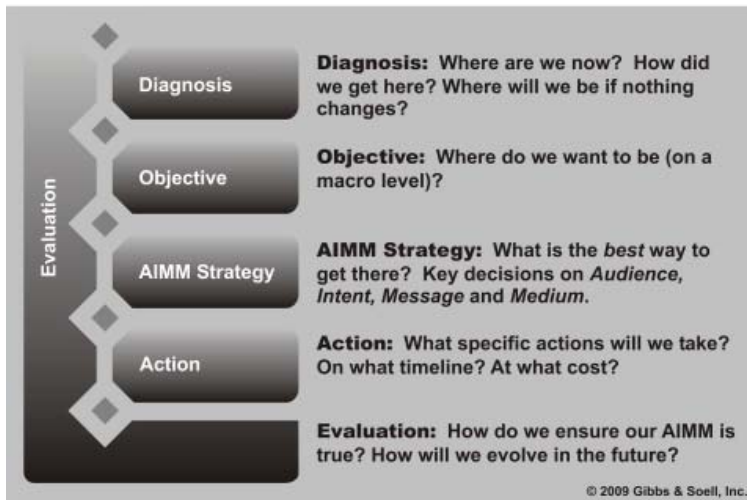 Evaluation
Diagnosis
Diagnosis: Where are we now? How did
we get here? Where will we be if nothing
changes?
Objective
Objective: Where do we want to be (on a
macro level)?
AIMM Strategy
AIMM Strategy: What is the best way to
get there? Key decisions on Audience,
Intent, Message and Medium.
Action
Action: What specific actions will we take?
On what timeline? At what cost?
Evaluation: How do we ensure our AIMM is
true? How will we evolve in the future?
© 2009 Gibbs & Soell, Inc.